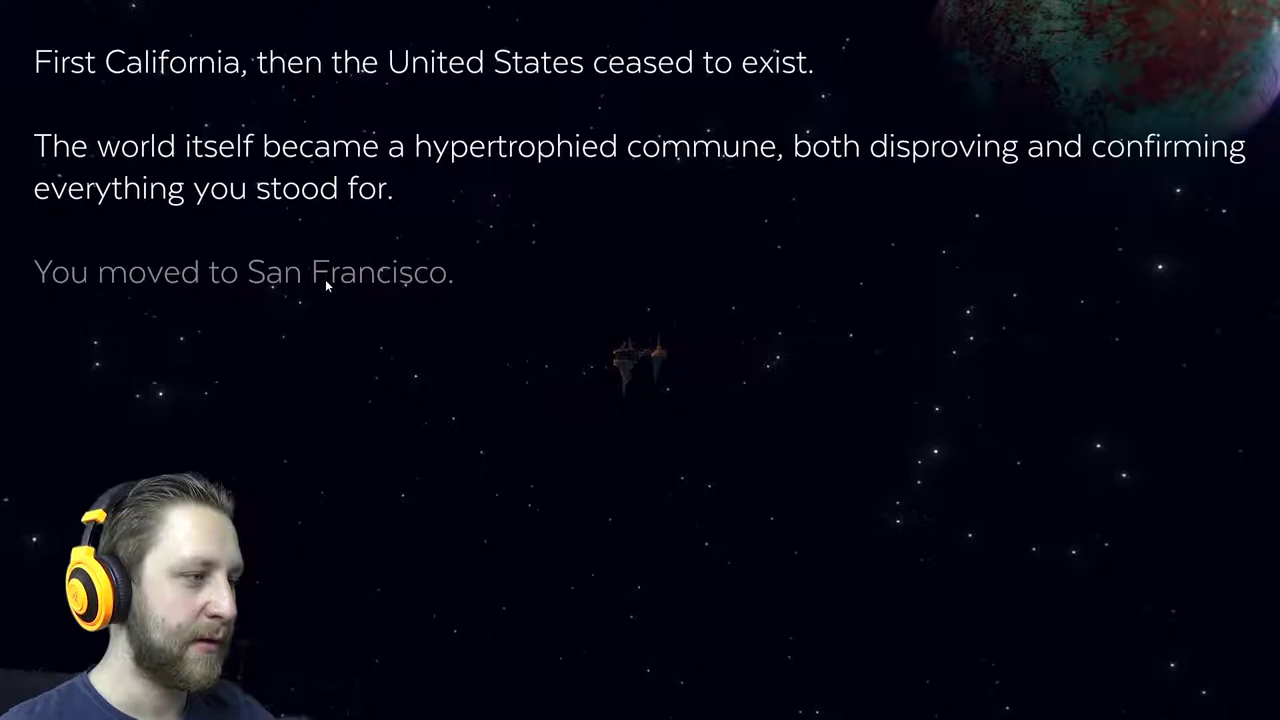 First California, then the United States ceased to exist.
The world itself became a hypertrophied commune, both disproving and confirming
everything you stood for.
You moved to San Francisco.